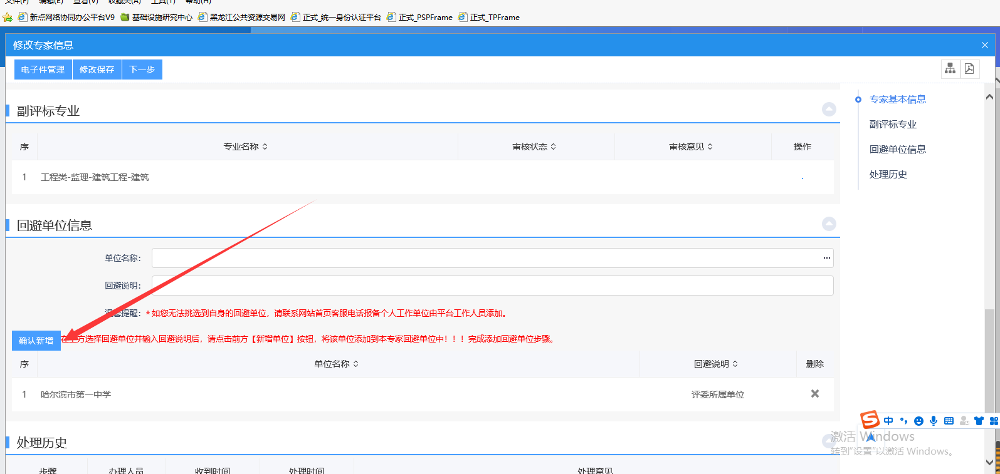 文件(F) 编辑(E) 查看(V) 收藏夹(A) 工具(T) 帮助(H)
新点网络协同办公平台V9 基础设施研究中心 黑龙江公共资源交易网 正式_统一身份认证平台 正式_PSPFrame 正式_TPFrame
修改专家信息
电子件管理 修改保存 下一步
专家基本信息
副评标专业
回避单位信息
处理历史
副评标专业
序 专业名称 审核状态 审核意见 操作
1 工程类-监理-建筑工程-建筑
回避单位信息
单位名称：
回避说明：
温馨提醒：* 如您无法挑选到自身的回避单位，请联系网站首页客服电话报备个人工作单位由平台工作人员添加。
确认新增 在上方选择回避单位并输入回避说明后，请点击前方【新增单位】按钮，将该单位添加到本专家回避单位中！！！完成添加回避单位步骤。
序 单位名称 回避说明 删除
1 哈尔滨市第一中学 评委所属单位
中
处理历史
激活 Windows
转到"设置"以激活 Windows。
步骤 办理人员 收到时间 处理时间 处理意见